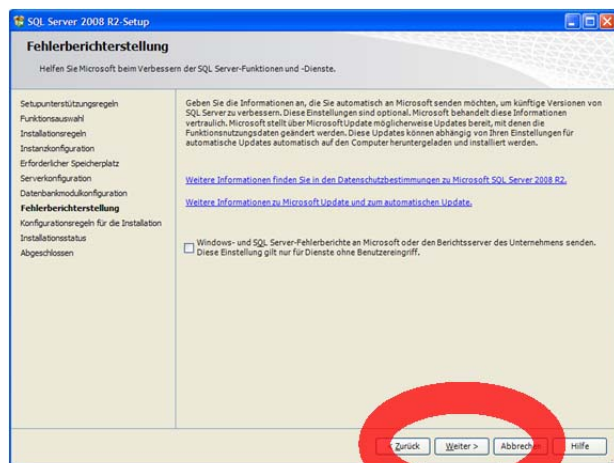 SQL Server 2008 R2-Setup
Fehlerberichterstellung
Helfen Sie Microsoft beim Verbessern der SQL Server-Funktionen und -Dienste.
Setupunterstützungsregeln
Funktionsauswahl
Installationsregeln
Instanzkonfiguration
Erforderlicher Speicherplatz
Serverkonfiguration
Datenbankmodulkonfiguration
Fehlerberichterstellung
Konfigurationsregeln für die Installation
Installationsstatus
Abgeschlossen
Geben Sie die Informationen an, die Sie automatisch an Microsoft senden möchten, um künftige Versionen von
SQL Server zu verbessern. Diese Einstellungen sind optional. Microsoft behandelt diese Informationen
vertraulich. Microsoft stellt über Microsoft Update möglicherweise Updates bereit, mit denen die
Funktionsnutzungsdaten geändert werden. Diese Updates können abhängig von Ihren Einstellungen für
automatische Updates automatisch auf den Computer heruntergeladen und installiert werden.
Weitere Informationen finden Sie in den Datenschutzbestimmungen zu Microsoft SQL Server 2008 R2.
Weitere Informationen zu Microsoft Update und zum automatischen Update.
Windows- und SQL Server-Fehlerberichte an Microsoft oder den Berichtsserver des Unternehmens senden.
Diese Einstellung gilt nur für Dienste ohne Benutzereingriff.
< Zurück Weiter > Abbrechen Hilfe